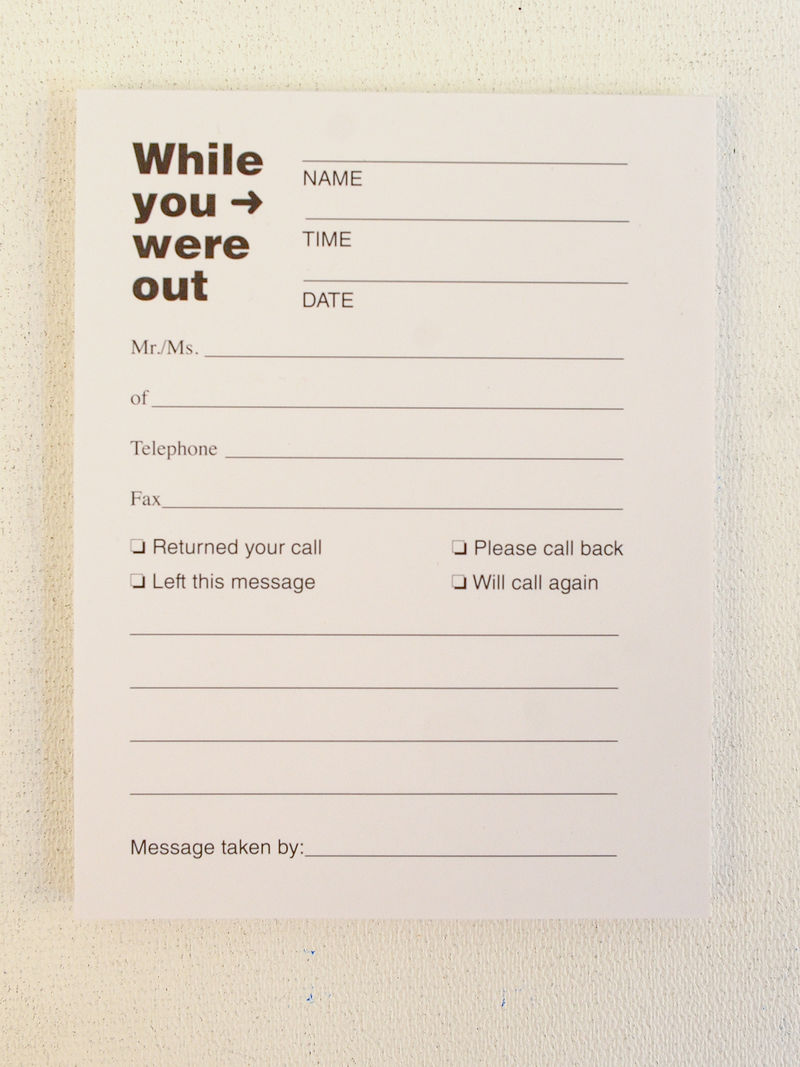 While
you →
were
out
NAME
TIME
DATE
Mr./Ms.
of
Telephone
Fax
❏ Returned your call ❏ Please call back
❏ Left this message ❏ Will call again
Message taken by: